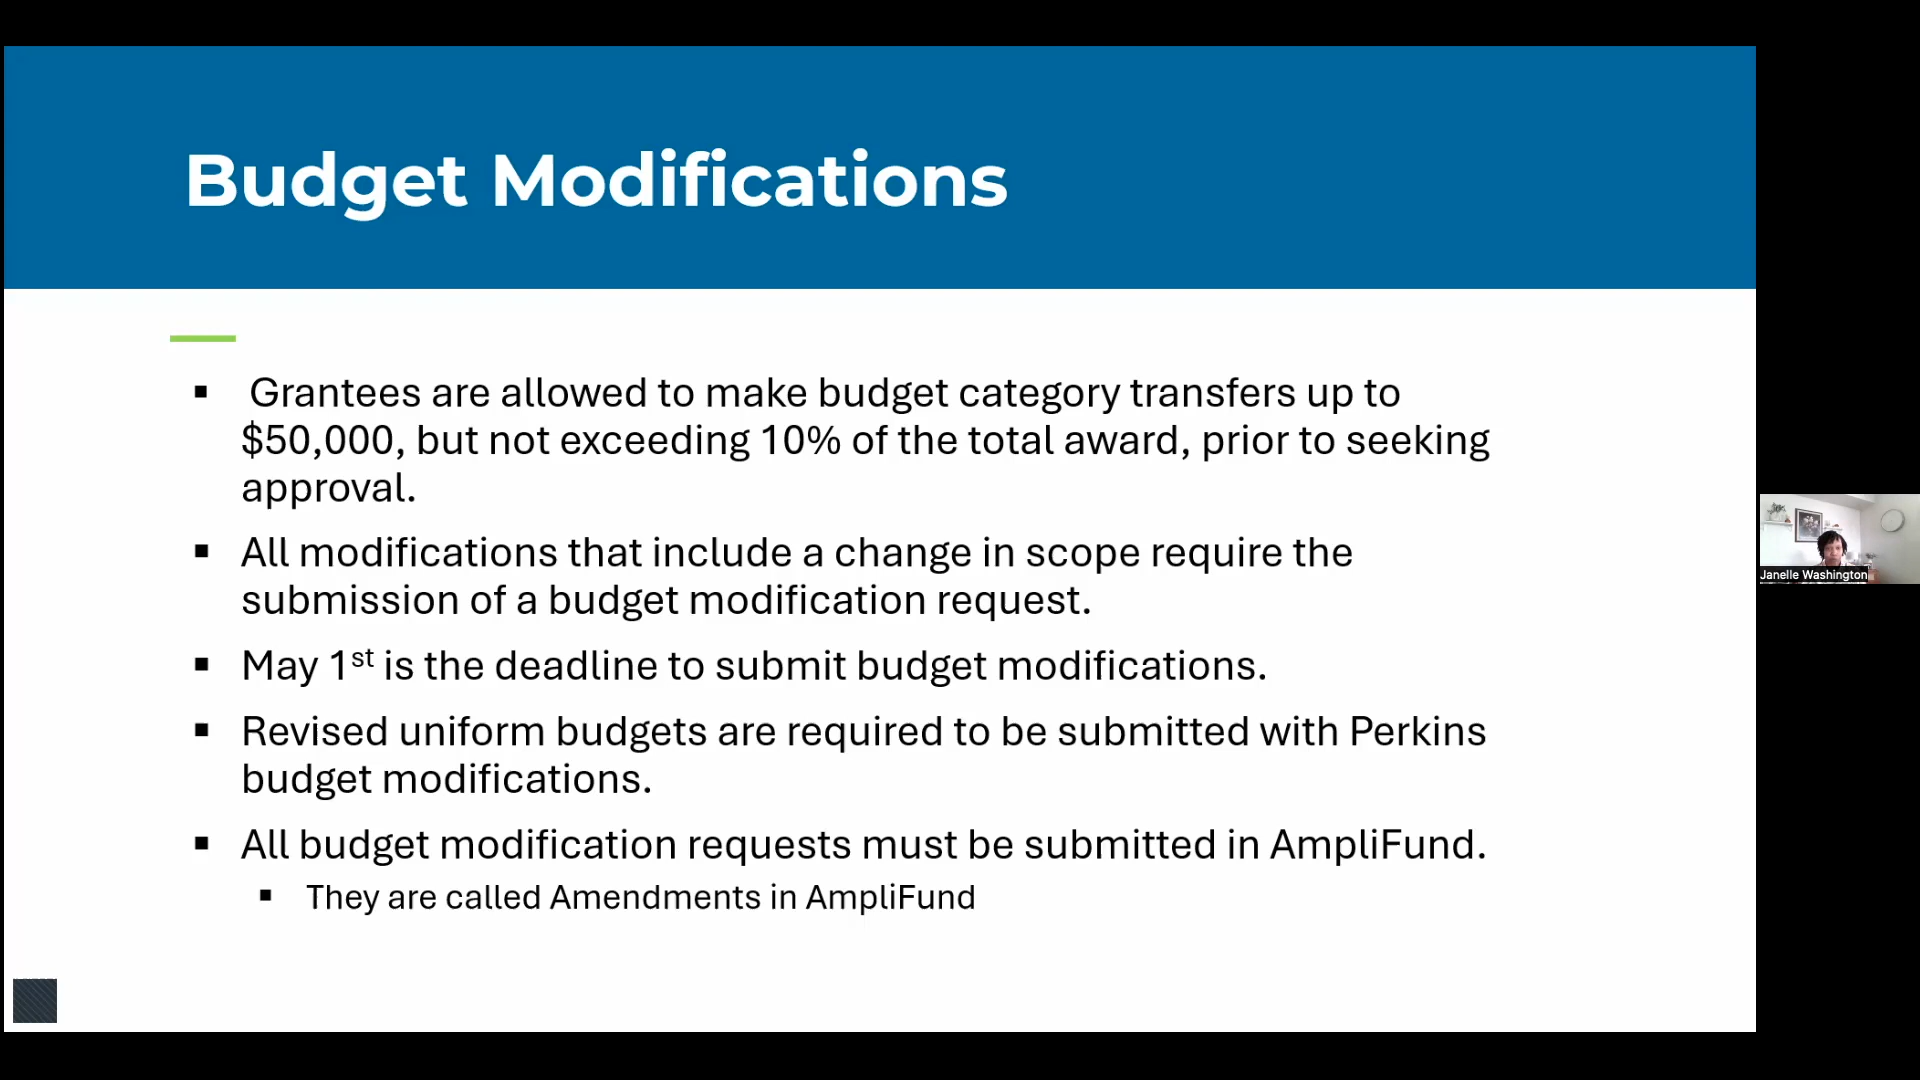 Budget Modifications
▪ Grantees are allowed to make budget category transfers up to
$50,000, but not exceeding 10% of the total award, prior to seeking
approval.
▪ All modifications that include a change in scope require the
submission of a budget modification request.
▪ May 1st is the deadline to submit budget modifications.
▪ Revised uniform budgets are required to be submitted with Perkins
budget modifications.
▪ All budget modification requests must be submitted in AmpliFund.
▪ They are called Amendments in AmpliFund
Janelle Washington